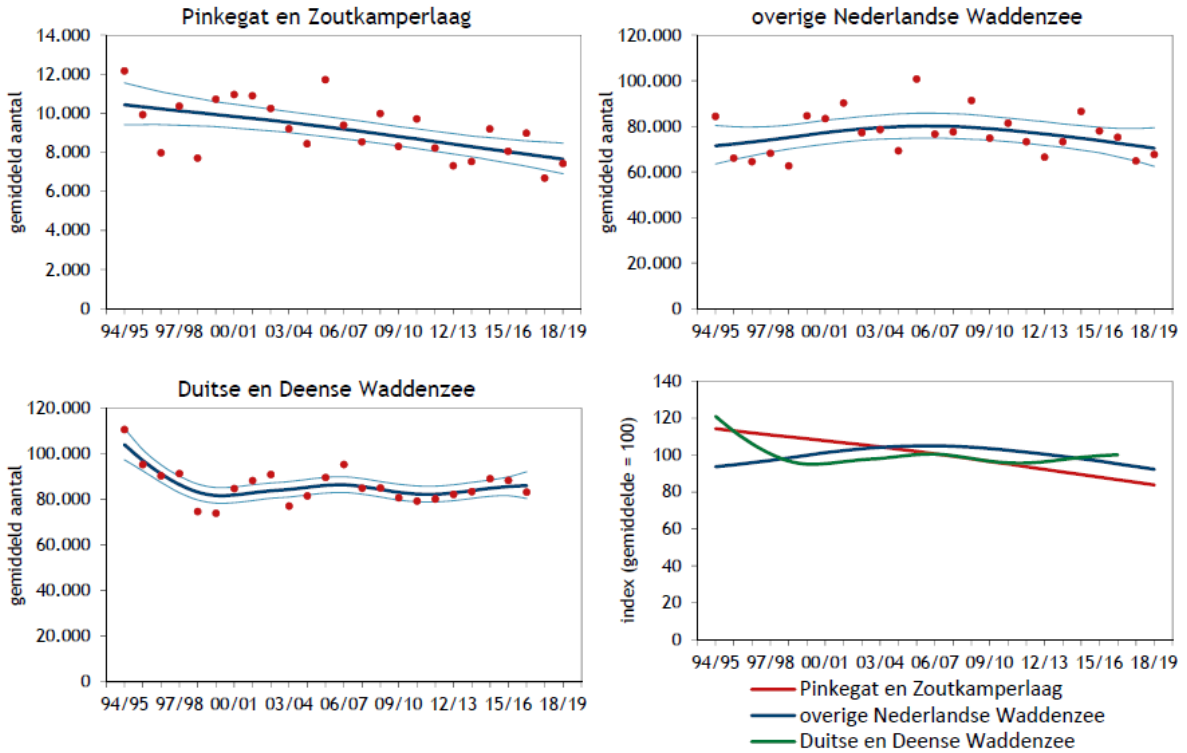 Pinkegat en Zoutkamperlaag
gemiddeld aantal
14.000
12.000
10.000
8.000
6.000
4.000
2.000
0
94/95 97/98 00/01 03/04 06/07 09/10 12/13 15/16 18/19
overige Nederlandse Waddenzee
gemiddeld aantal
120.000
100.000
80.000
60.000
40.000
20.000
0
94/95 97/98 00/01 03/04 06/07 09/10 12/13 15/16 18/19
Duitse en Deense Waddenzee
gemiddeld aantal
120.000
100.000
80.000
60.000
40.000
20.000
0
94/95 97/98 00/01 03/04 06/07 09/10 12/13 15/16 18/19
index (gemiddelde = 100)
140
120
100
80
60
40
20
0
94/95 97/98 00/01 03/04 06/07 09/10 12/13 15/16 18/19
Pinkegat en Zoutkamperlaag
overige Nederlandse Waddenzee
Duitse en Deense Waddenzee